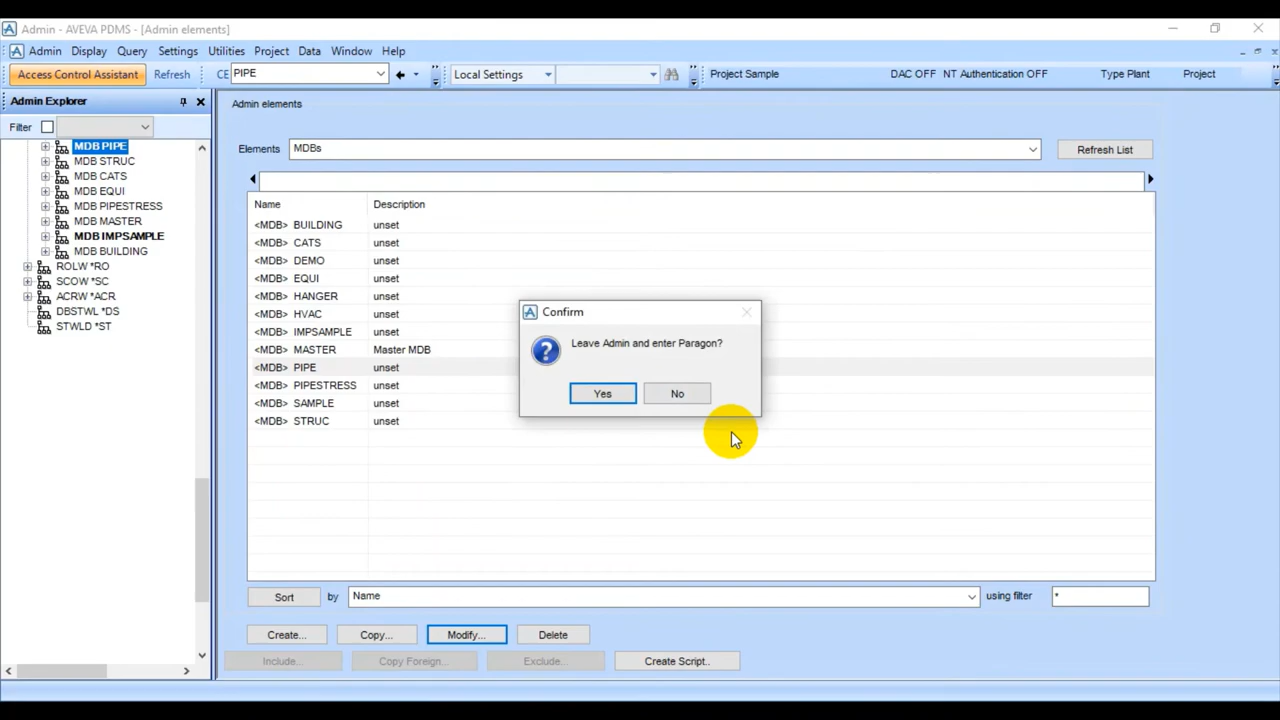 Admin - AVEVA PDMS - [Admin elements]
Admin Display Query Settings Utilities Project Data Window Help
Access Control Assistant Refresh CE PIPE Local Settings Project Sample DAC OFF NT Authentication OFF Type Plant Project
Admin Explorer
Filter
MDB PIPE
MDB STRUC
MDB CATS
MDB EQUI
MDB PIPESTRESS
MDB MASTER
MDB IMPSAMPLE
MDB BUILDING
ROLW *RO
SCOW *SC
ACRW *ACR
DBSTWL *DS
STWLD *ST
Admin elements
Elements MDBs Refresh List
Name Description
<MDB> BUILDING unset
<MDB> CATS unset
<MDB> DEMO unset
<MDB> EQUI unset
<MDB> HANGER unset
<MDB> HVAC unset
<MDB> IMPSAMPLE unset
<MDB> MASTER Master MDB
<MDB> PIPE unset
<MDB> PIPESTRESS unset
<MDB> SAMPLE unset
<MDB> STRUC unset
Confirm
Leave Admin and enter Paragon?
Yes No
Sort by Name using filter *
Create... Copy... Modify... Delete
Include... Copy Foreign... Exclude... Create Script..